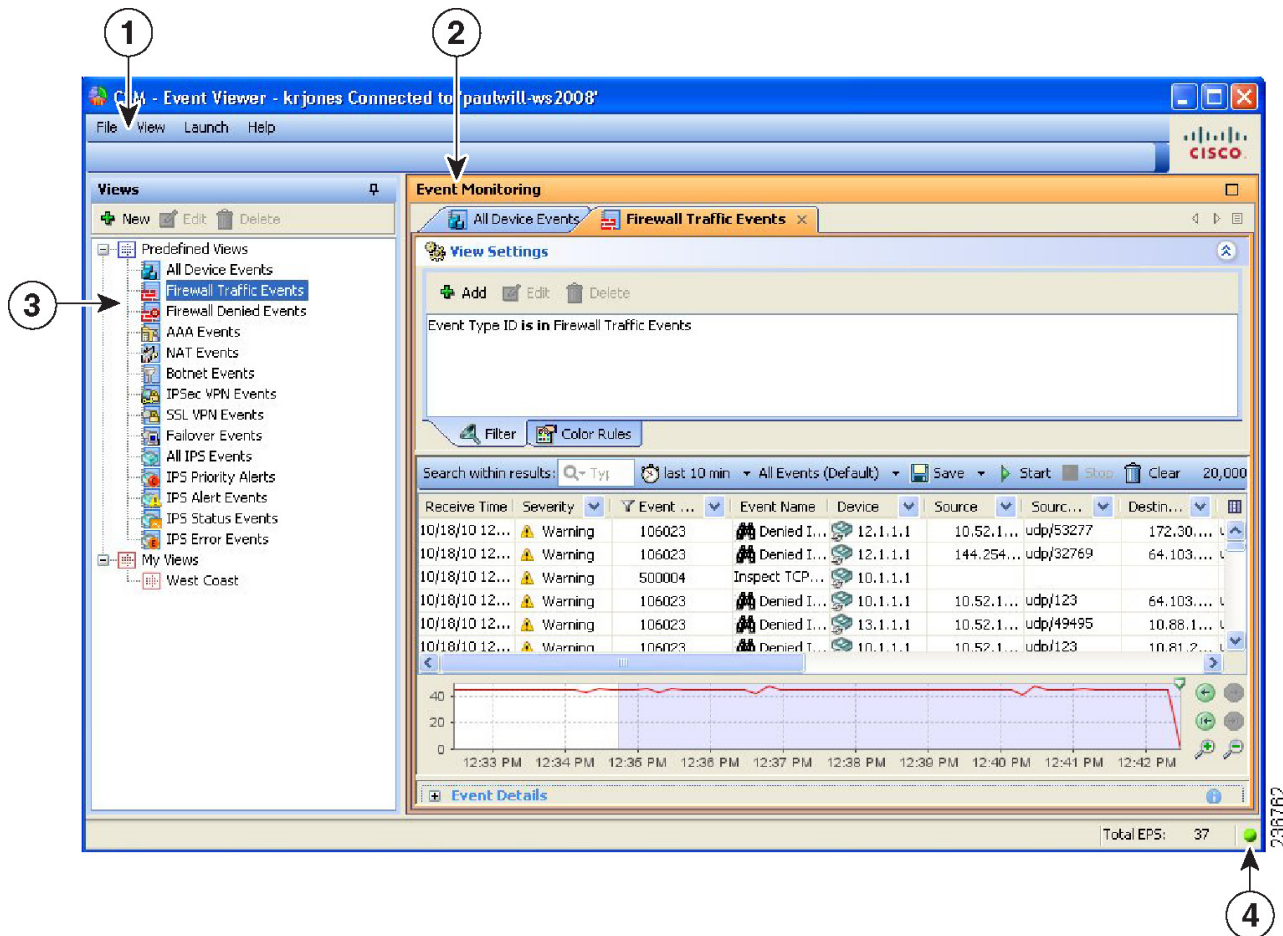 1
2
CSM - Event Viewer - krjones Connected to 'paulwill-ws2008'
File View Launch Help
CISCO
Views
New Edit Delete
Predefined Views
All Device Events
Firewall Traffic Events
Firewall Denied Events
AAA Events
NAT Events
Botnet Events
IPSec VPN Events
SSL VPN Events
Failover Events
All IPS Events
IPS Priority Alerts
IPS Alert Events
IPS Status Events
IPS Error Events
My Views
West Coast
3
Event Monitoring
All Device Events Firewall Traffic Events ×
View Settings
Add Edit Delete
Event Type ID is in Firewall Traffic Events
Filter Color Rules
Search within results: last 10 min All Events (Default) Save Start Stop Clear 20,000
Receive Time Severity Event ... Event Name Device Source Sourc... Destin...
10/18/10 12... Warning 106023 Denied I... 12.1.1.1 10.52.1... udp/53277 172.30....
10/18/10 12... Warning 106023 Denied I... 12.1.1.1 144.254... udp/32769 64.103....
10/18/10 12... Warning 500004 Inspect TCP... 10.1.1.1
10/18/10 12... Warning 106023 Denied I... 10.1.1.1 10.52.1... udp/123 64.103....
10/18/10 12... Warning 106023 Denied I... 13.1.1.1 10.52.1... udp/49495 10.88.1...
10/18/10 12... Warning 106023 Denied I... 10.1.1.1 10.52.1... udp/123 10.81.2...
40
20
0
12:33 PM 12:34 PM 12:35 PM 12:36 PM 12:37 PM 12:38 PM 12:39 PM 12:40 PM 12:41 PM 12:42 PM
Event Details
Total EPS: 37
236762
4